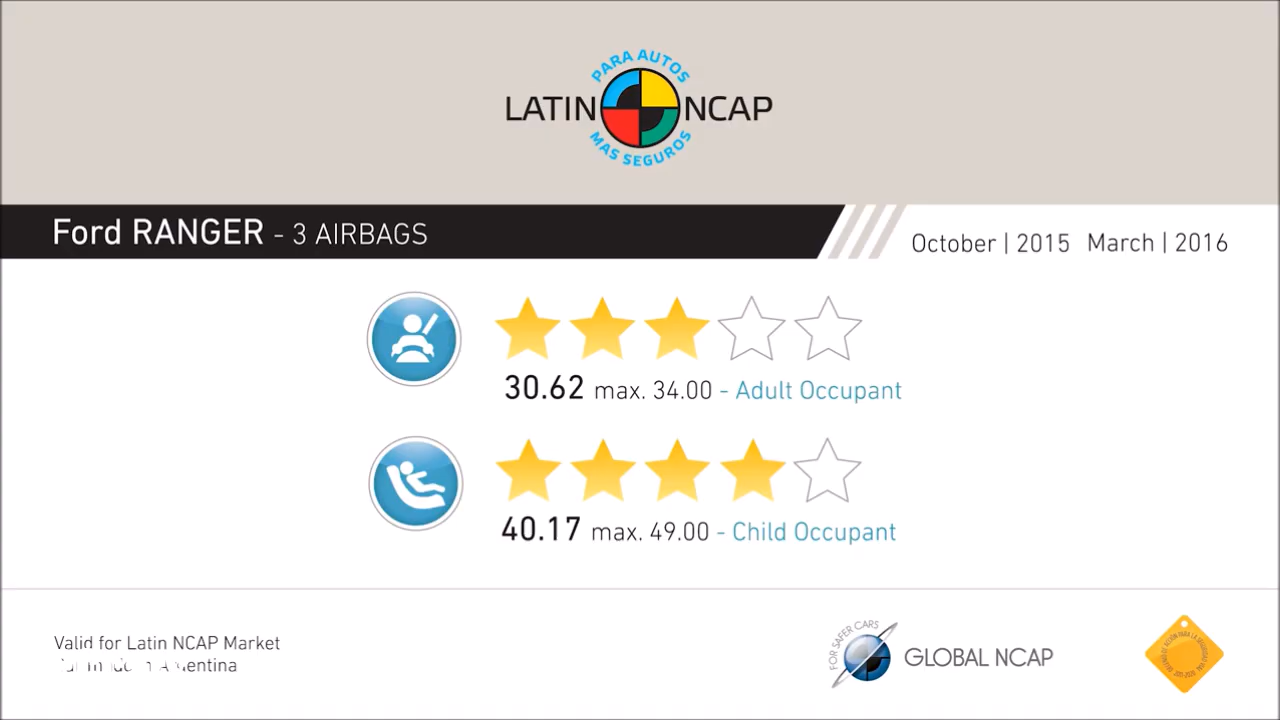 PARA AUTOS
LATIN NCAP
MAS SEGUROS
Ford RANGER - 3 AIRBAGS
October | 2015 March | 2016
30.62 max. 34.00 - Adult Occupant
40.17 max. 49.00 - Child Occupant
Valid for Latin NCAP Market
FOR SAFER CARS
GLOBAL NCAP